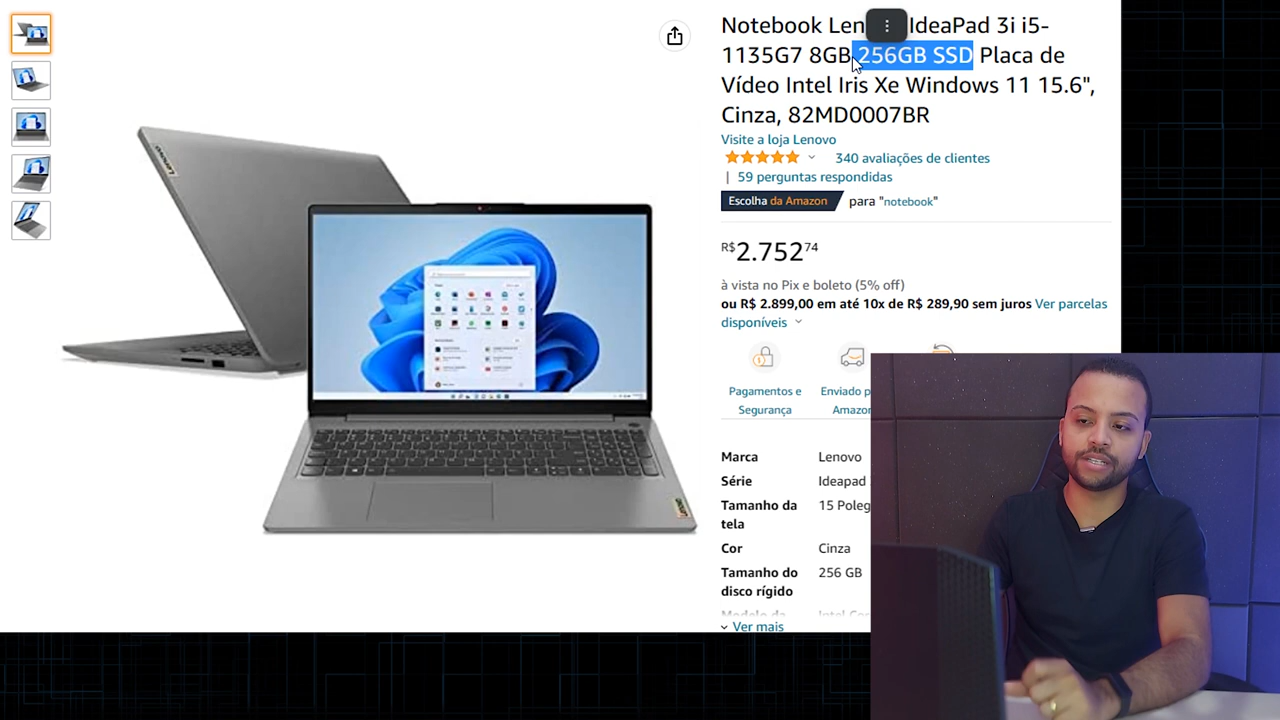 Notebook Len IdeaPad 3i i5-
1135G7 8GB 256GB SSD Placa de
Vídeo Intel Iris Xe Windows 11 15.6",
Cinza, 82MD0007BR
Visite a loja Lenovo
340 avaliações de clientes
| 59 perguntas respondidas
Escolha da Amazon para "notebook"
R$2.752 74
à vista no Pix e boleto (5% off)
ou R$ 2.899,00 em até 10x de R$ 289,90 sem juros Ver parcelas
disponíveis
Pagamentos e
Segurança
Enviado p
Amazon
Marca Lenovo
Série Ideapad
Tamanho da
tela
15 Poleg
Cor Cinza
Tamanho do
disco rígido
256 GB
Ver mais
Lenovo
Lenovo